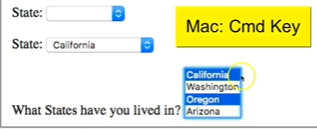 State:
Mac: Cmd Key
State: California
California
Washington
Oregon
What States have you lived in? Arizona